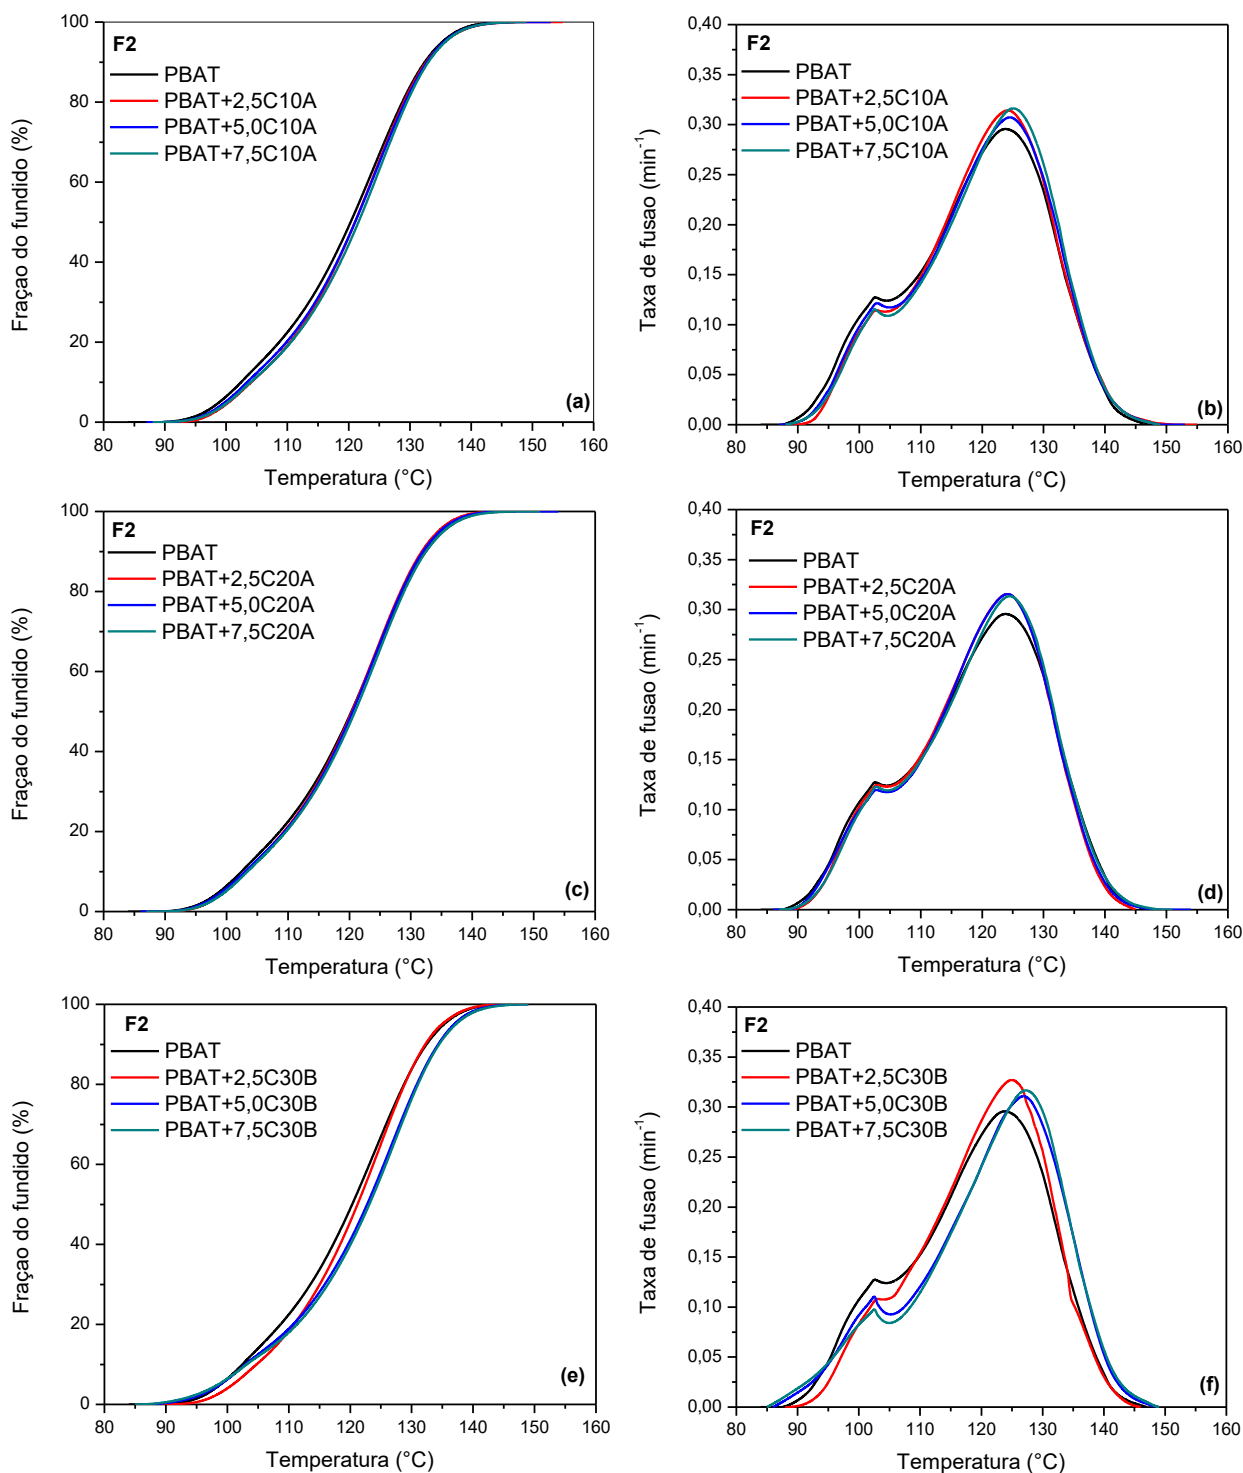 F2
PBAT
PBAT+2,5C10A
PBAT+5,0C10A
PBAT+7,5C10A
Fraçao do fundido (%)
100
80
60
40
20
0
80 90 100 110 120 130 140 150 160
Temperatura (°C)
(a)
F2
PBAT
PBAT+2,5C10A
PBAT+5,0C10A
PBAT+7,5C10A
Taxa de fusao (min⁻¹)
0,40
0,35
0,30
0,25
0,20
0,15
0,10
0,05
0,00
80 90 100 110 120 130 140 150 160
Temperatura (°C)
(b)
F2
PBAT
PBAT+2,5C20A
PBAT+5,0C20A
PBAT+7,5C20A
Fraçao do fundido (%)
100
80
60
40
20
0
80 90 100 110 120 130 140 150 160
Temperatura (°C)
(c)
F2
PBAT
PBAT+2,5C20A
PBAT+5,0C20A
PBAT+7,5C20A
Taxa de fusao (min⁻¹)
0,40
0,35
0,30
0,25
0,20
0,15
0,10
0,05
0,00
80 90 100 110 120 130 140 150 160
Temperatura (°C)
(d)
F2
PBAT
PBAT+2,5C30B
PBAT+5,0C30B
PBAT+7,5C30B
Fraçao do fundido (%)
100
80
60
40
20
0
80 90 100 110 120 130 140 150 160
Temperatura (°C)
(e)
F2
PBAT
PBAT+2,5C30B
PBAT+5,0C30B
PBAT+7,5C30B
Taxa de fusao (min⁻¹)
0,40
0,35
0,30
0,25
0,20
0,15
0,10
0,05
0,00
80 90 100 110 120 130 140 150 160
Temperatura (°C)
(f)